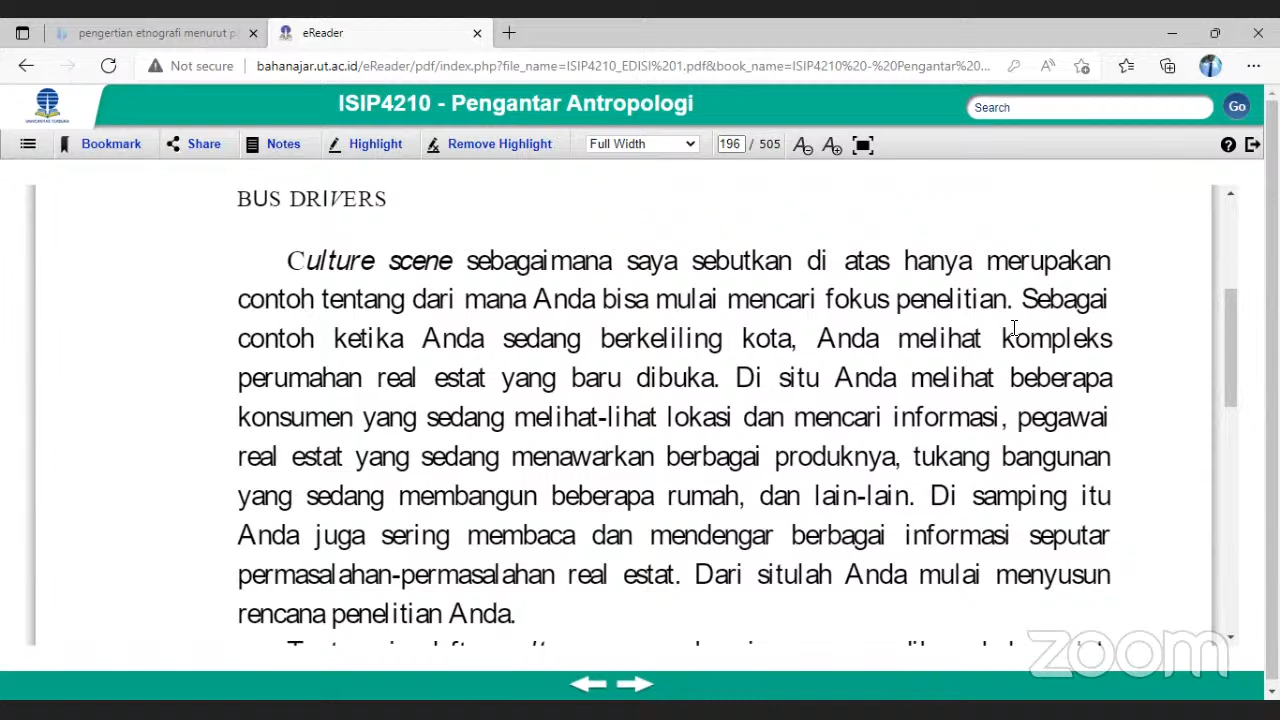 pengertian etnografi menurut p
eReader
Not secure
bahanajar.ut.ac.id/eReader/pdf/index.php?file_name=ISIP4210_EDISI%201.pdf&book_name=ISIP4210%20-%20Pengantar%20...
ISIP4210 - Pengantar Antropologi
Search
Go
Bookmark
Share
Notes
Highlight
Remove Highlight
Full Width
196 / 505
BUS DRIVERS
Culture scene sebagaimana saya sebutkan di atas hanya merupakan
contoh tentang dari mana Anda bisa mulai mencari fokus penelitian. Sebagai
contoh ketika Anda sedang berkeliling kota, Anda melihat kompleks
perumahan real estat yang baru dibuka. Di situ Anda melihat beberapa
konsumen yang sedang melihat-lihat lokasi dan mencari informasi, pegawai
real estat yang sedang menawarkan berbagai produknya, tukang bangunan
yang sedang membangun beberapa rumah, dan lain-lain. Di samping itu
Anda juga sering membaca dan mendengar berbagai informasi seputar
permasalahan-permasalahan real estat. Dari situlah Anda mulai menyusun
rencana penelitian Anda.
zoom